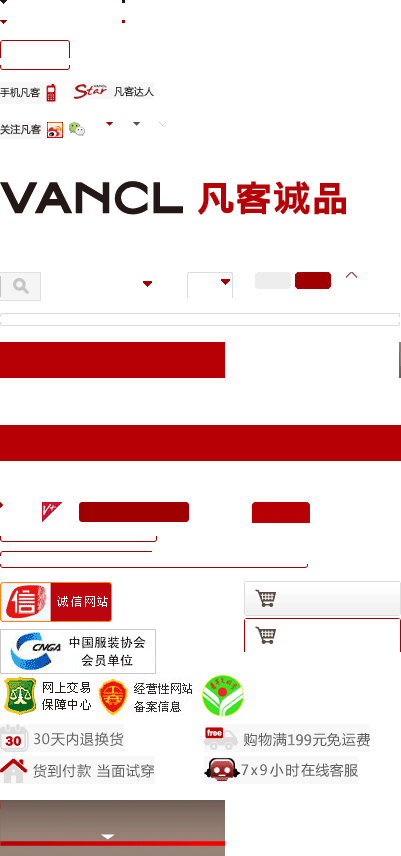 手机凡客 Star 凡客达人
关注凡客
VANCL 凡客诚品
V+
信 诚信网站
CNGA 中国服装协会
会员单位
网上交易
保障中心
经营性网站
备案信息
30 30天内退换货
free 购物满199元免运费
货到付款 当面试穿
7x9小时在线客服